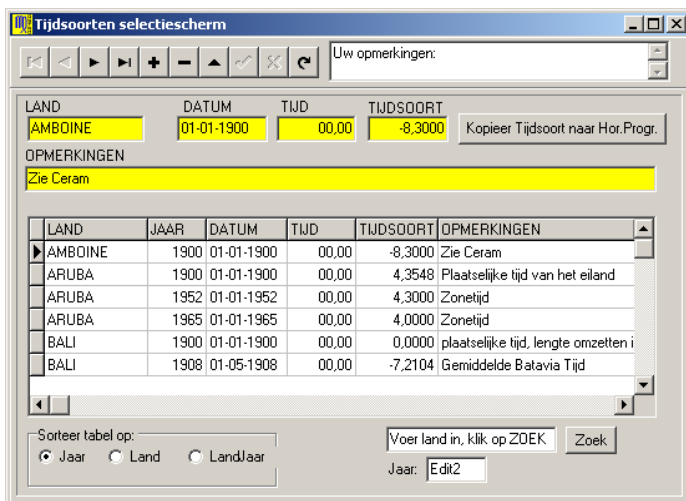 Tijdsoorten selectiescherm
Uw opmerkingen:
LAND DATUM TIJD TIJDSOORT
AMBOINE 01-01-1900 00,00 -8,3000 Kopieer Tijdsoort naar Hor.Progr.
OPMERKINGEN
Zie Ceram
LAND JAAR DATUM TIJD TIJDSOORT OPMERKINGEN
AMBOINE 1900 01-01-1900 00,00 -8,3000 Zie Ceram
ARUBA 1900 01-01-1900 00,00 4,3548 Plaatselijke tijd van het eiland
ARUBA 1952 01-01-1952 00,00 4,3000 Zonetijd
ARUBA 1965 01-01-1965 00,00 4,0000 Zonetijd
BALI 1900 01-01-1900 00,00 0,0000 plaatselijke tijd, lengte omzetten i
BALI 1908 01-05-1908 00,00 -7,2104 Gemiddelde Batavia Tijd
Sorteer tabel op:
Jaar Land LandJaar
Voer land in, klik op ZOEK Zoek
Jaar: Edit2